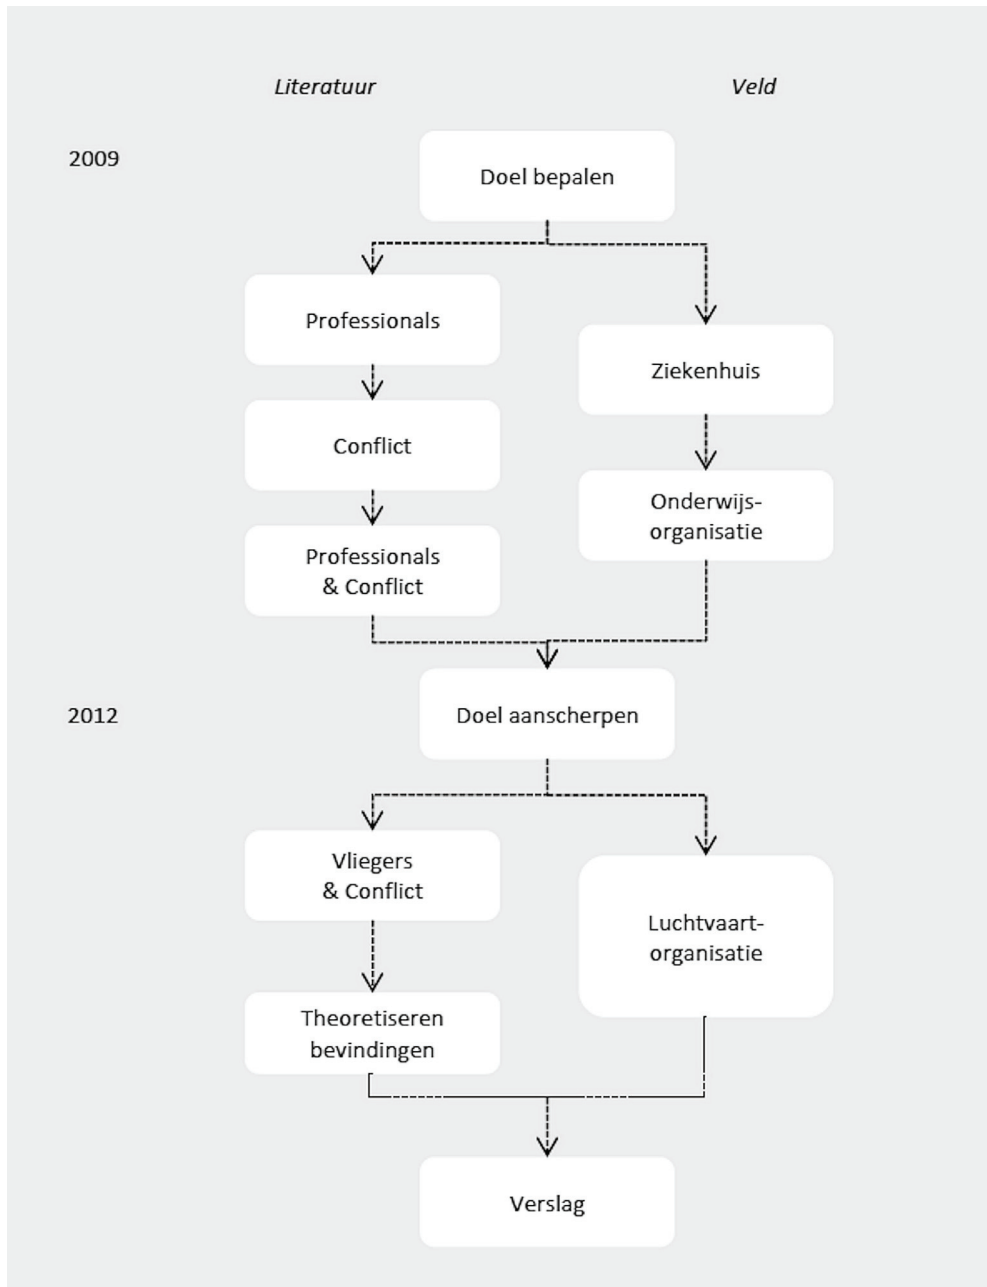 Literatuur
Veld
2009
Doel bepalen
Professionals
Ziekenhuis
Conflict
Onderwijs-
organisatie
Professionals
& Conflict
2012
Doel aanscherpen
Vliegers
& Conflict
Luchtvaart-
organisatie
Theoretiseren
bevindingen
Verslag